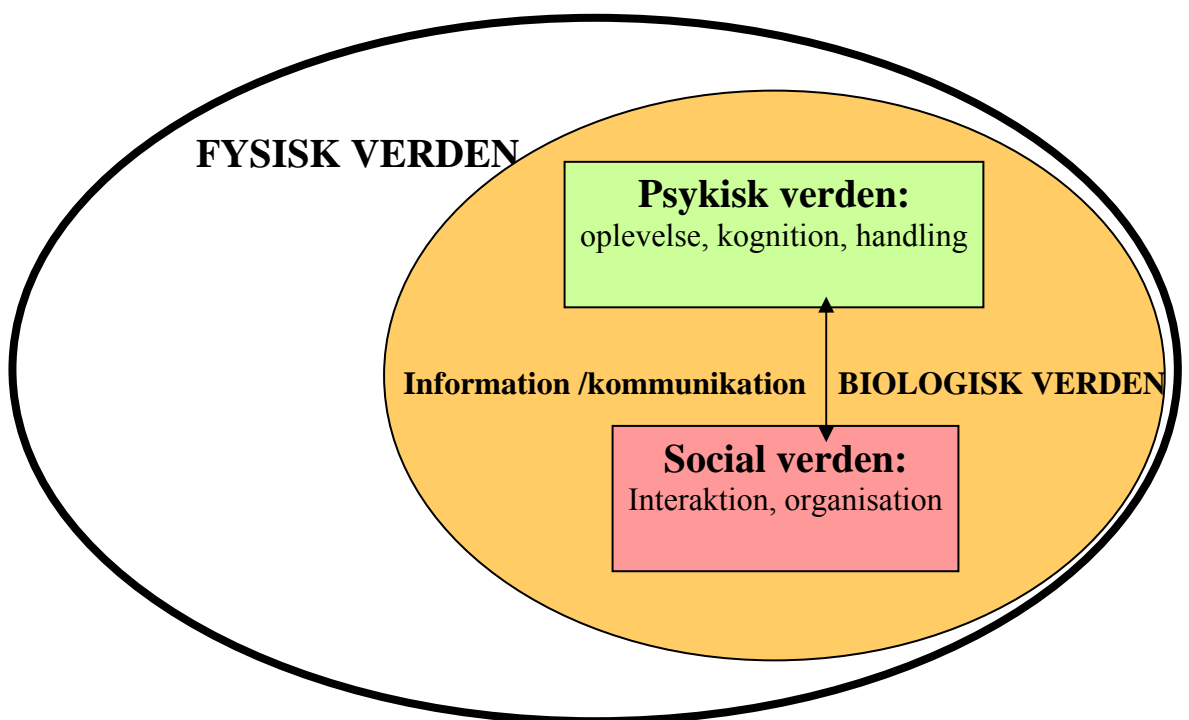 FYSISK VERDEN
Psykisk verden:
oplevelse, kognition, handling
Information /kommunikation
BIOLOGISK VERDEN
Social verden:
Interaktion, organisation